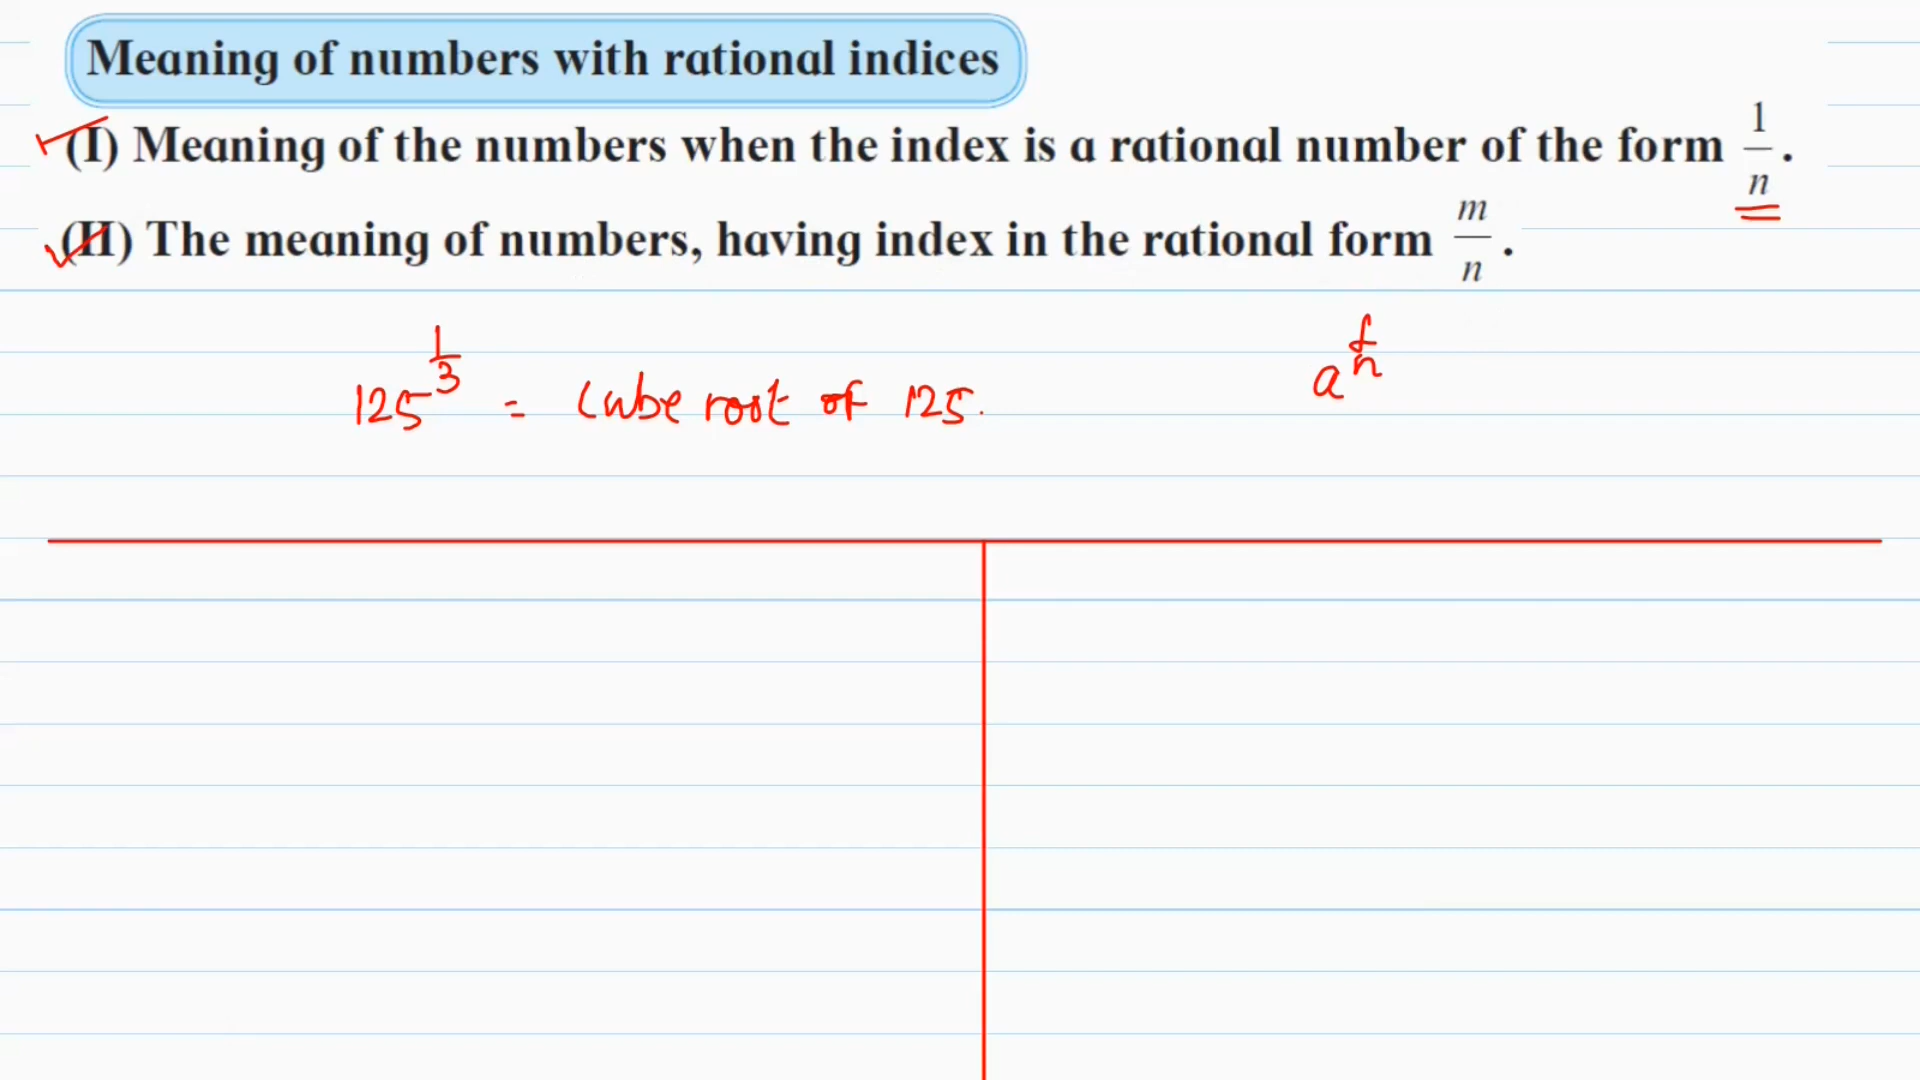 Meaning of numbers with rational indices
(I) Meaning of the numbers when the index is a rational number of the form 1/n.
(II) The meaning of numbers, having index in the rational form m/n.
125^(1/3) = Cube root of 125.
a^(1/n)